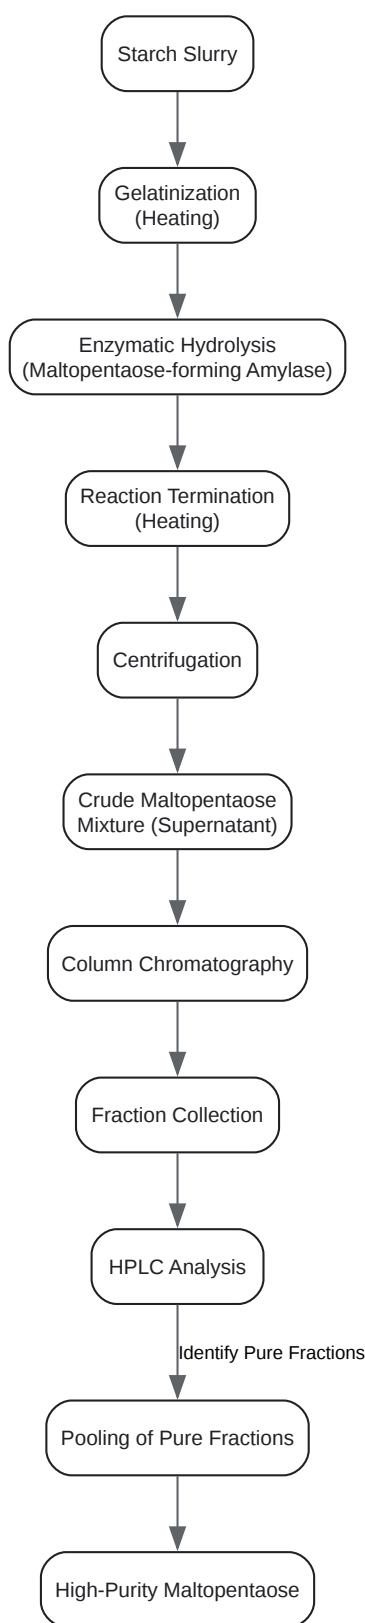 Starch Slurry
Gelatinization
(Heating)
Enzymatic Hydrolysis
(Maltopentaose-forming Amylase)
Reaction Termination
(Heating)
Centrifugation
Crude Maltopentaose
Mixture (Supernatant)
Column Chromatography
Fraction Collection
HPLC Analysis
Identify Pure Fractions
Pooling of Pure Fractions
High-Purity Maltopentaose